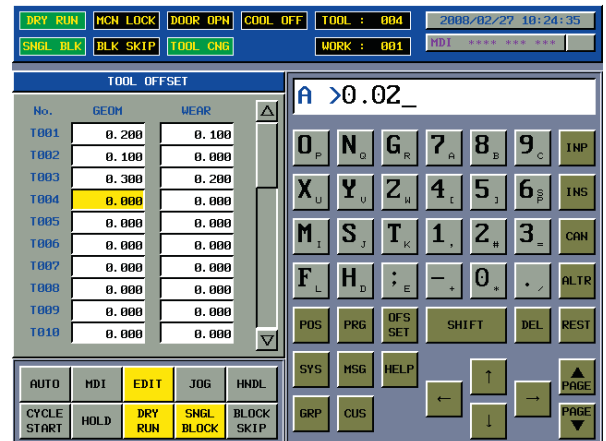 DRY RUN MCN LOCK DOOR OPN COOL OFF TOOL : 004 2008/02/27 10:24:35
SNGL BLK BLK SKIP TOOL CNG WORK : 001 MDI **** *** ***
TOOL OFFSET
No. GEOM WEAR
T001 0.200 0.100
T002 0.100 0.000
T003 0.300 0.200
T004 0.000 0.000
T005 0.000 0.000
T006 0.000 0.000
T007 0.000 0.000
T008 0.000 0.000
T009 0.000 0.000
T010 0.000 0.000
AUTO MDI EDIT JOG HNDL
CYCLE START HOLD DRY RUN SNGL BLOCK BLOCK SKIP
A >0.02_
O P N Q G R 7 A 8 B 9 C INP
X U Y V Z W 4 [ 5 ] 6 SP INS
M I S J T K 1 , 2 # 3 = CAN
F L H D ; E - + 0 * . / ALTR
POS PRG OFS SET SHIFT DEL REST
SYS MSG HELP ↑ ▲ PAGE
GRP CUS ← ↓ → PAGE ▼